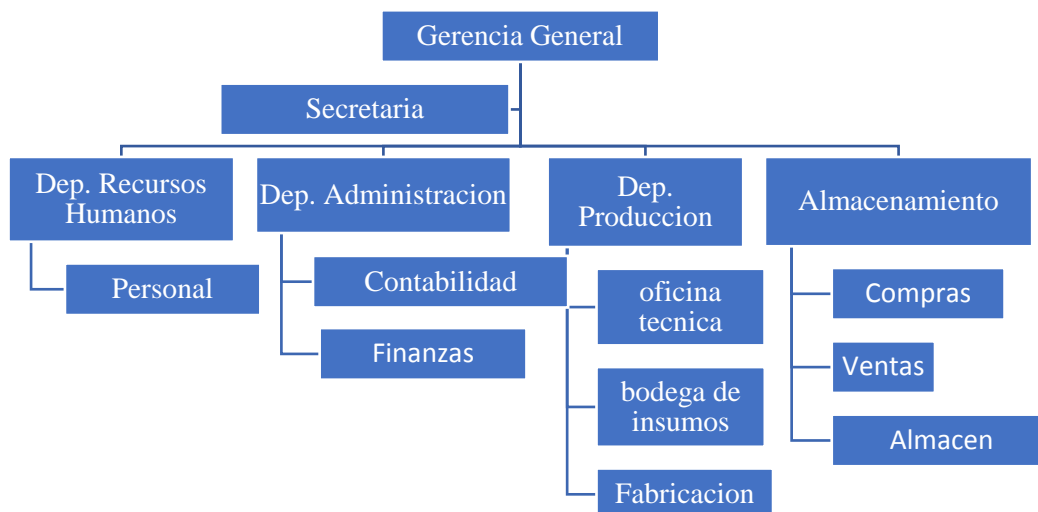 Gerencia General
Secretaria
Dep. Recursos
Humanos
Personal
Dep. Administracion
Contabilidad
Finanzas
Dep.
Produccion
oficina
tecnica
bodega de
insumos
Fabricacion
Almacenamiento
Compras
Ventas
Almacen